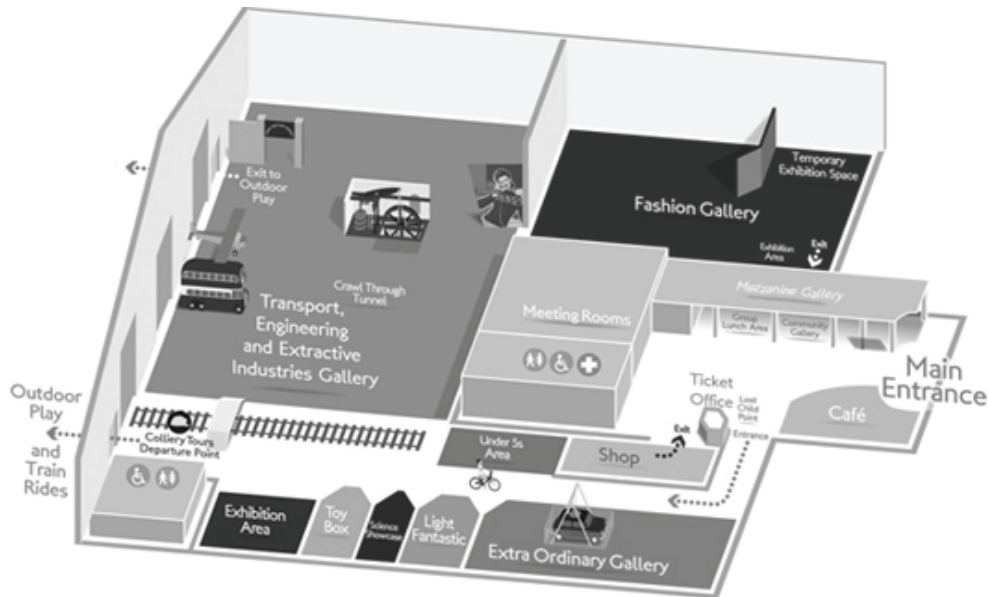 Temporary
Exhibition Space
Fashion Gallery
Exit to
Outdoor
Play
Exhibition
Area
Exit
Mezzanine Gallery
Crawl Through
Tunnel
Meeting Rooms
Group
Lunch Area
Community
Gallery
Transport,
Engineering
and Extractive
Industries Gallery
Main
Entrance
Ticket
Office
Lost
Child
Point
Café
Outdoor
Play
and
Train
Rides
Colliery Tours
Departure Point
Under 5s
Area
Exit
Entrance
Shop
Exhibition
Area
Toy
Box
Science
Showcase
Light
Fantastic
Extra Ordinary Gallery